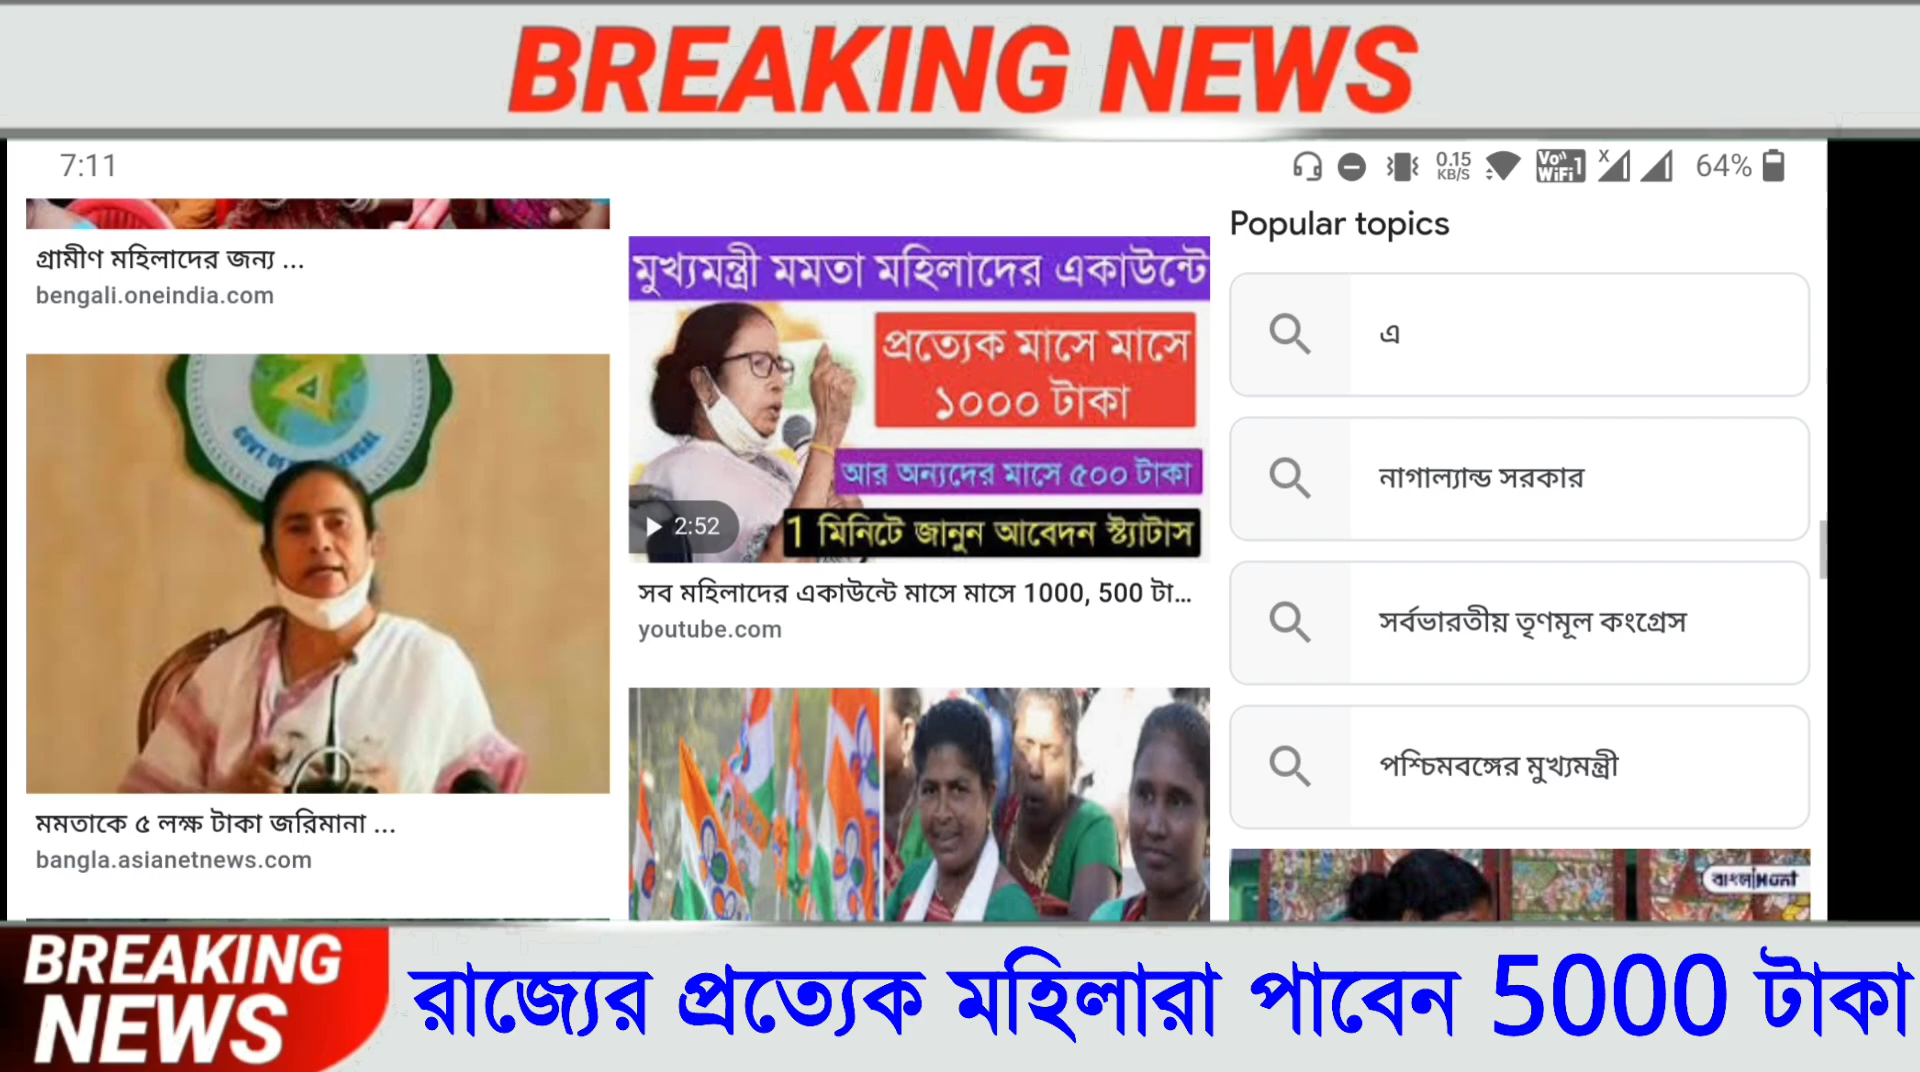 BREAKING NEWS
7:11
0.15
KB/S
Vo
WiFi
1
X
64%
গ্রামীণ মহিলাদের জন্য ...
bengali.oneindia.com
GOVT. OF
মমতাকে ৫ লক্ষ টাকা জরিমানা ...
bangla.asianetnews.com
মুখ্যমন্ত্রী মমতা মহিলাদের একাউন্টে
প্রত্যেক মাসে মাসে
১০০০ টাকা
আর অন্যদের মাসে ৫০০ টাকা
2:52
1 মিনিটে জানুন আবেদন স্ট্যাটাস
সব মহিলাদের একাউন্টে মাসে মাসে 1000, 500 টা...
youtube.com
Popular topics
এ
নাগাল্যান্ড সরকার
সর্বভারতীয় তৃণমূল কংগ্রেস
পশ্চিমবঙ্গের মুখ্যমন্ত্রী
বাংলাHunt
BREAKING
NEWS
রাজ্যের প্রত্যেক মহিলারা পাবেন 5000 টাকা